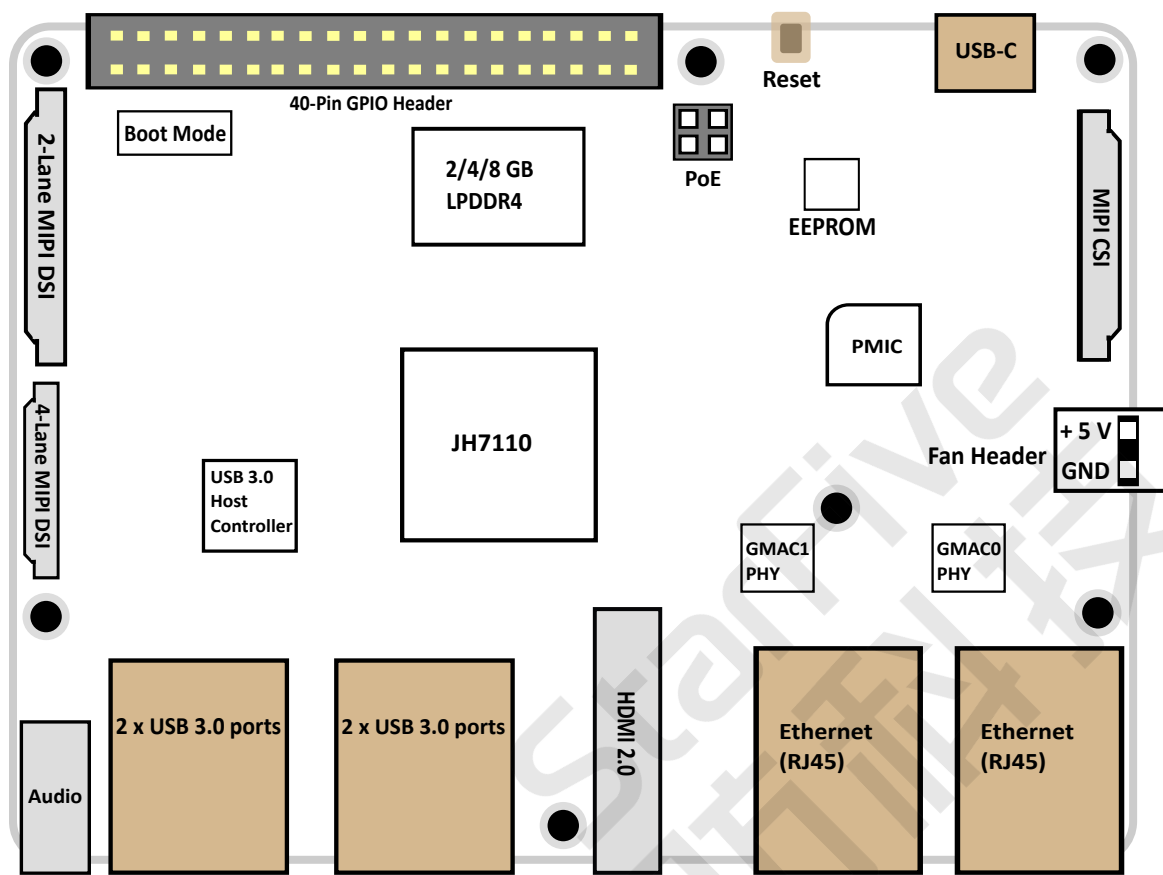 USB-C
Reset
40-Pin GPIO Header
Boot Mode
2-Lane MIPI DSI
2/4/8 GB
LPDDR4
PoE
EEPROM
MIPI CSI
PMIC
4-Lane MIPI DSI
JH7110
+ 5 V
Fan Header
GND
USB 3.0
Host
Controller
GMAC1
PHY
GMAC0
PHY
2 x USB 3.0 ports
2 x USB 3.0 ports
HDMI 2.0
Ethernet
(RJ45)
Ethernet
(RJ45)
Audio
StarFive